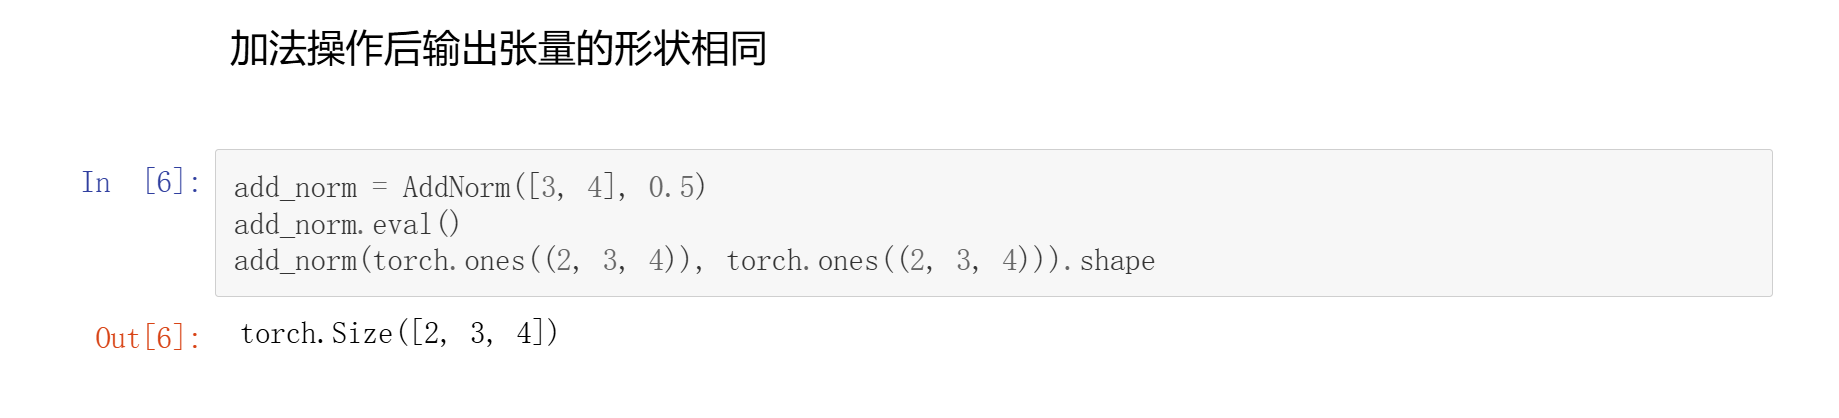 加法操作后输出张量的形状相同
In [6]:
add_norm = AddNorm([3, 4], 0.5)
add_norm.eval()
add_norm(torch.ones((2, 3, 4)), torch.ones((2, 3, 4))).shape
Out[6]: torch.Size([2, 3, 4])